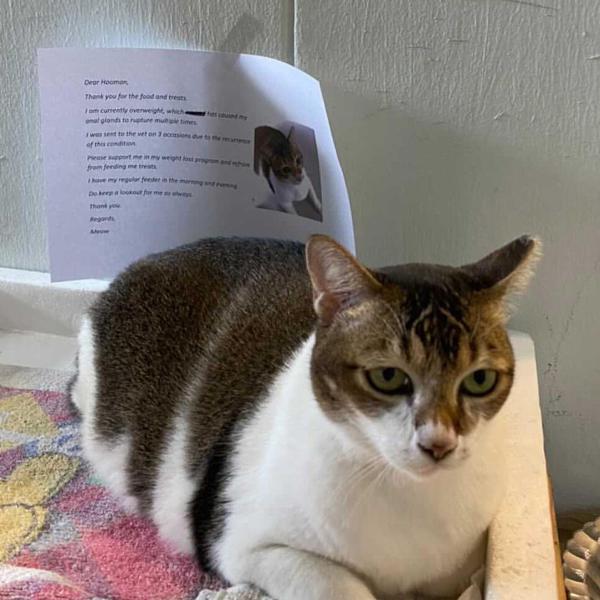 Dear Hooman,
Thank you for the food and treats.
I am currently overweight, which has caused my
anal glands to rupture multiple times.
I was sent to the vet on 3 occasions due to the recurrence
of this condition.
Please support me in my weight loss program and refrain
from feeding me treats.
I have my regular feeder in the morning and evening
Do keep a lookout for me as always.
Thank you.
Regards,
Meow